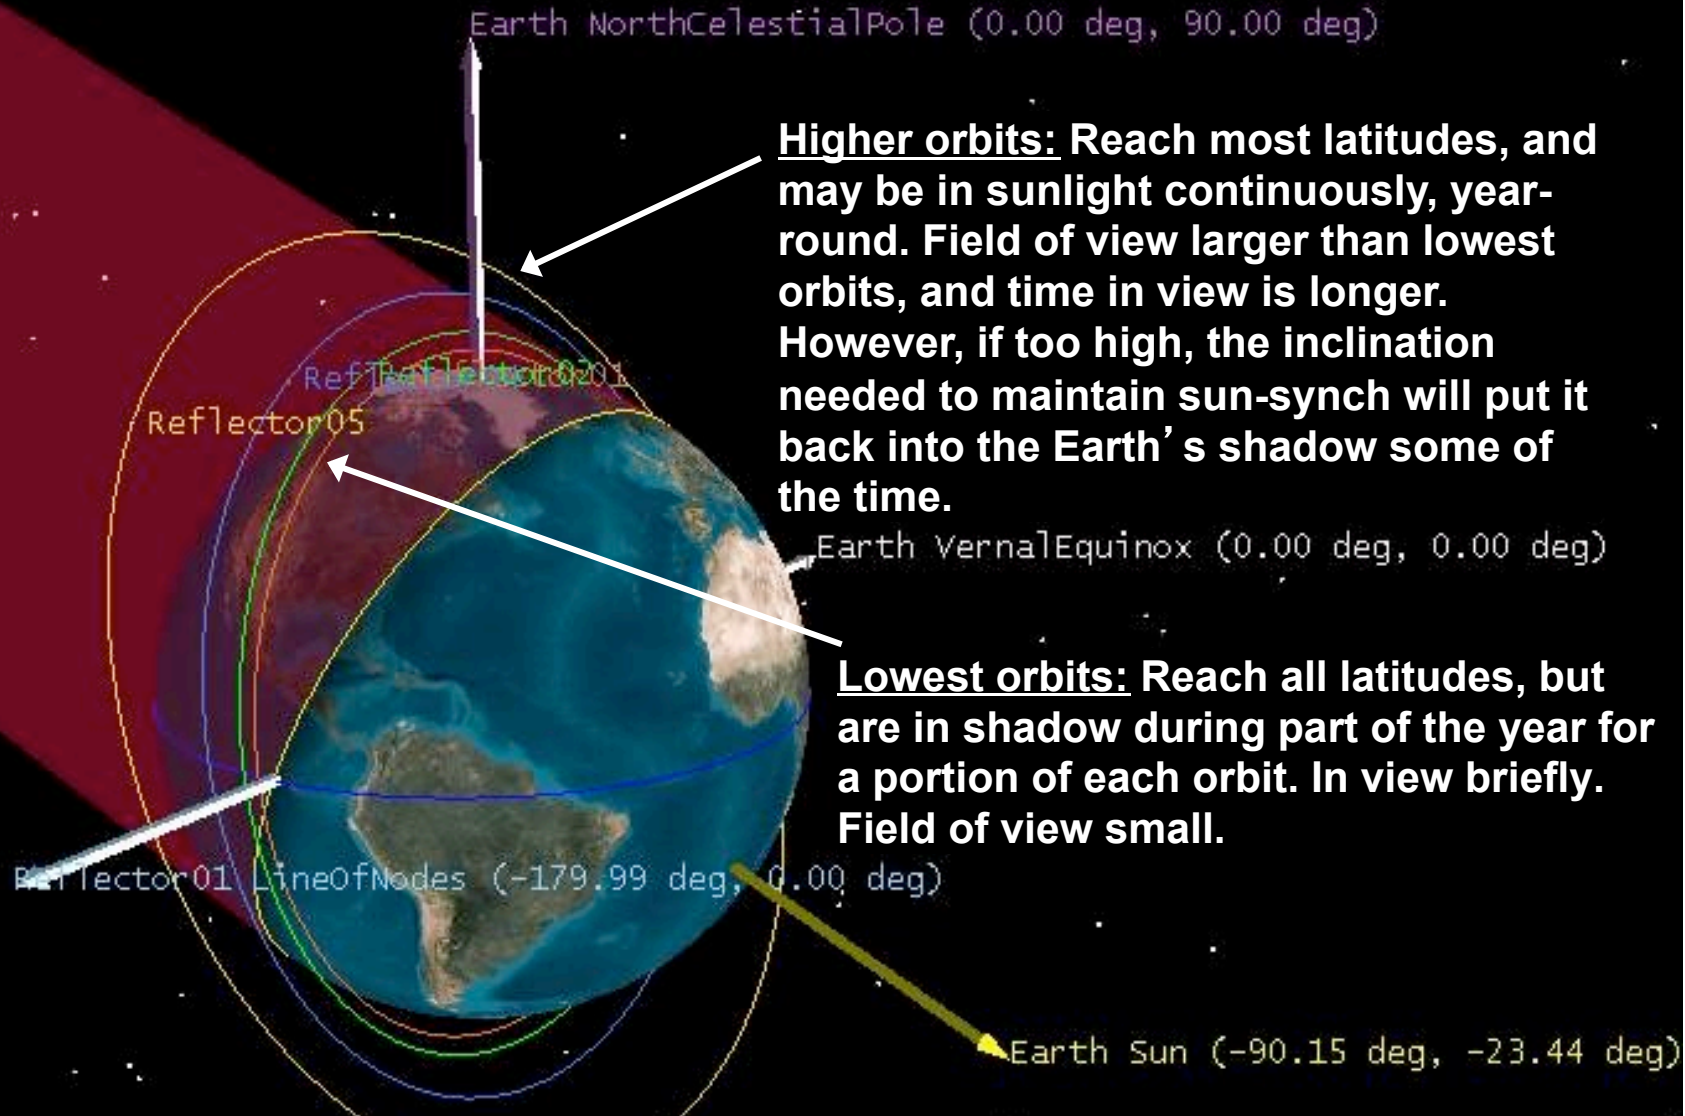 Earth NorthCelestialPole (0.00 deg, 90.00 deg)
Higher orbits: Reach most latitudes, and
may be in sunlight continuously, year-
round. Field of view larger than lowest
orbits, and time in view is longer.
However, if too high, the inclination
needed to maintain sun-synch will put it
back into the Earth’s shadow some of
the time.
Reflector02
Reflector05
Earth VernalEquinox (0.00 deg, 0.00 deg)
Lowest orbits: Reach all latitudes, but
are in shadow during part of the year for
a portion of each orbit. In view briefly.
Field of view small.
Reflector01 LineOfNodes (-179.99 deg, 0.00 deg)
Earth Sun (-90.15 deg, -23.44 deg)